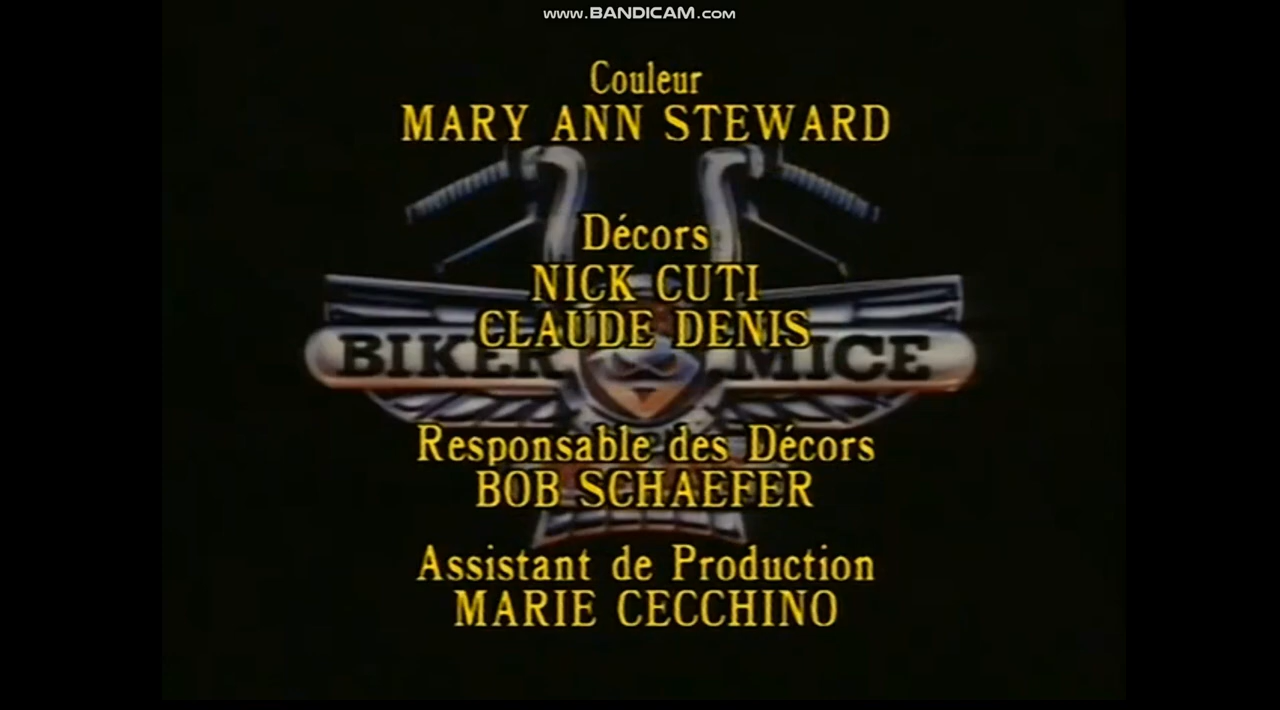 www.BANDICAM.com
Couleur
MARY ANN STEWARD
Décors
NICK CUTI
CLAUDE DENIS
BIKER MICE
Responsable des Décors
BOB SCHAEFER
Assistant de Production
MARIE CECCHINO